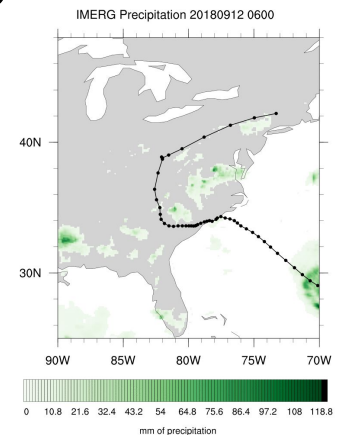 IMERG Precipitation 20180912 0600
40N
30N
90W 85W 80W 75W 70W
0 10.8 21.6 32.4 43.2 54 64.8 75.6 86.4 97.2 108 118.8
mm of precipitation